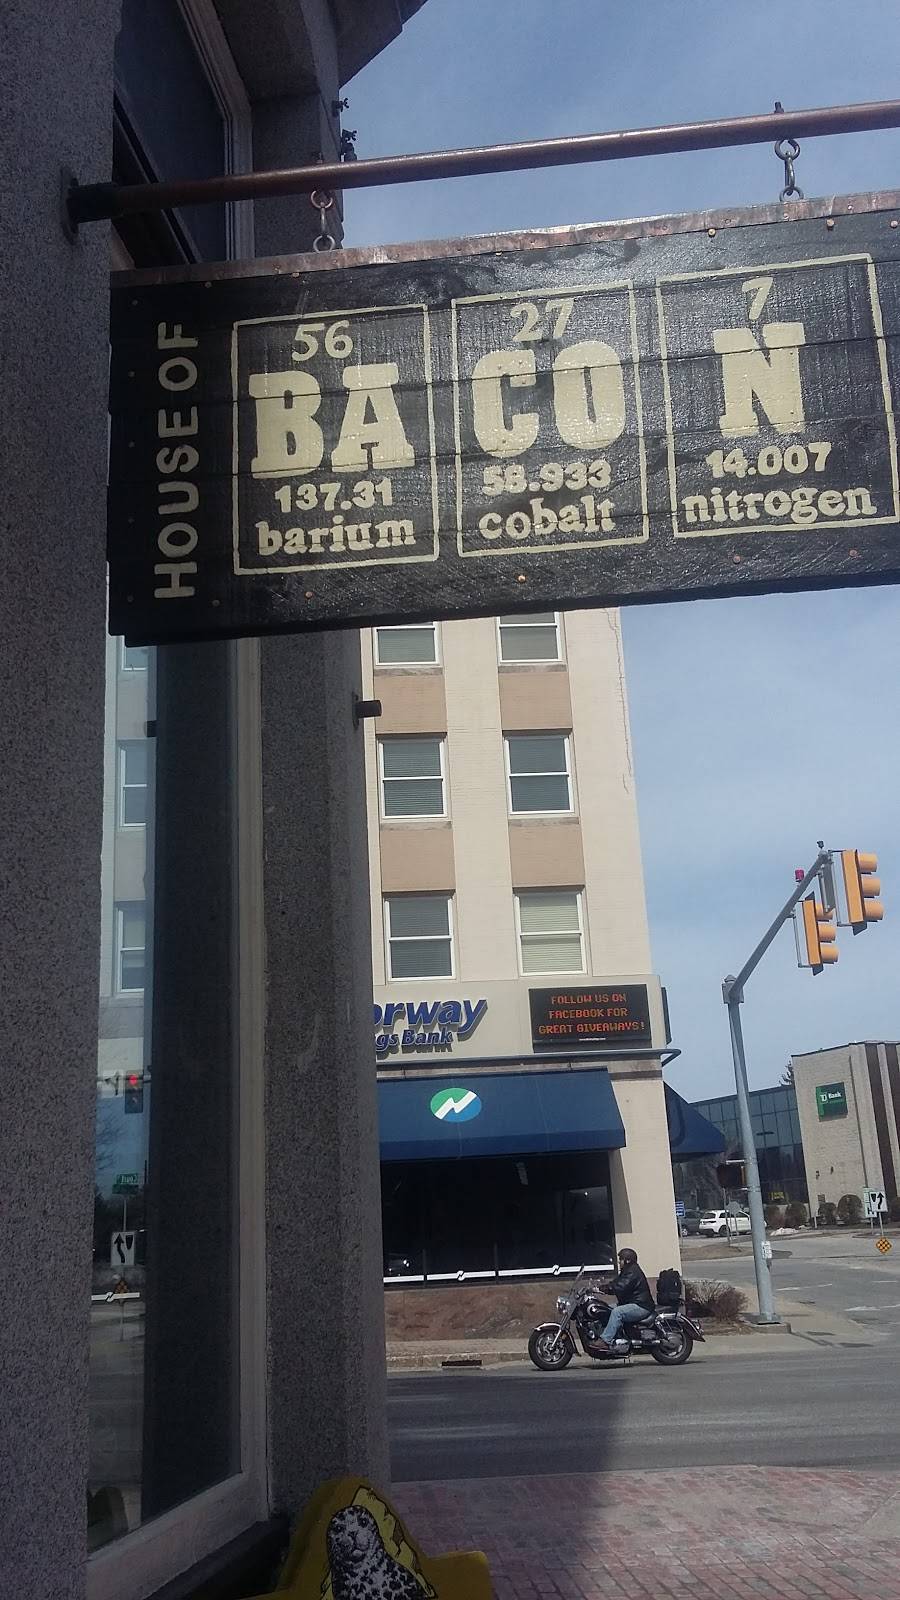 HOUSE OF
56
BA
137.31
barium
27
CO
58.933
cobalt
7
N
14.007
nitrogen
orway
gs Bank
FOLLOW US ON
FACEBOOK FOR
GREAT GIVEAWAYS!
Bank